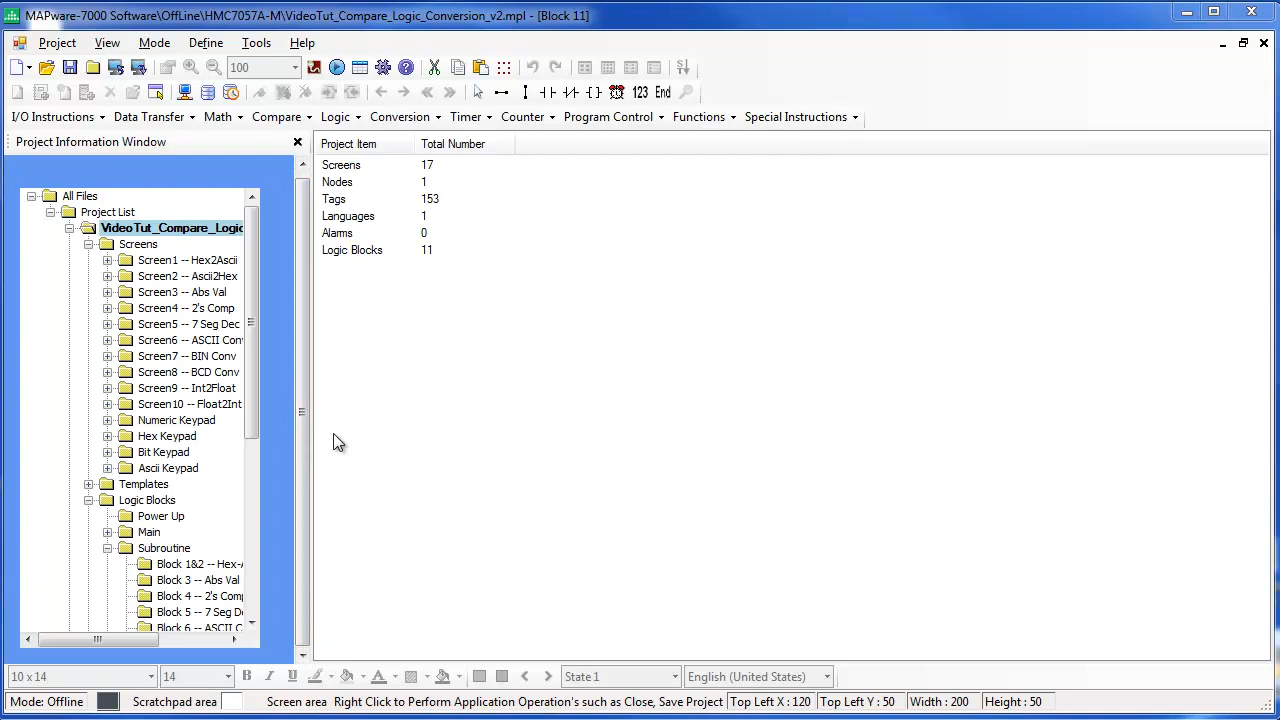 MAPware-7000 Software\OffLine\HMC7057A-M\VideoTut_Compare_Logic_Conversion_v2.mpl - [Block 11]
Project View Mode Define Tools Help
100
123 End
I/O Instructions Data Transfer Math Compare Logic Conversion Timer Counter Program Control Functions Special Instructions
Project Information Window
Project Item Total Number
Screens 17
Nodes 1
Tags 153
Languages 1
Alarms 0
Logic Blocks 11
All Files
Project List
VideoTut_Compare_Logic
Screens
Screen1 -- Hex2Ascii
Screen2 -- Ascii2Hex
Screen3 -- Abs Val
Screen4 -- 2's Comp
Screen5 -- 7 Seg Dec
Screen6 -- ASCII Con
Screen7 -- BIN Conv
Screen8 -- BCD Conv
Screen9 -- Int2Float
Screen10 -- Float2Int
Numeric Keypad
Hex Keypad
Bit Keypad
Ascii Keypad
Templates
Logic Blocks
Power Up
Main
Subroutine
Block 1&2 -- Hex-A
Block 3 -- Abs Val
Block 4 -- 2's Comp
Block 5 -- 7 Seg De
Block 6 -- ASCII C
10 x 14 14 B I U A State 1 English (United States)
Mode: Offline Scratchpad area Screen area Right Click to Perform Application Operation'such as Close, Save Project Top Left X : 120 Top Left Y : 50 Width : 200 Height : 50